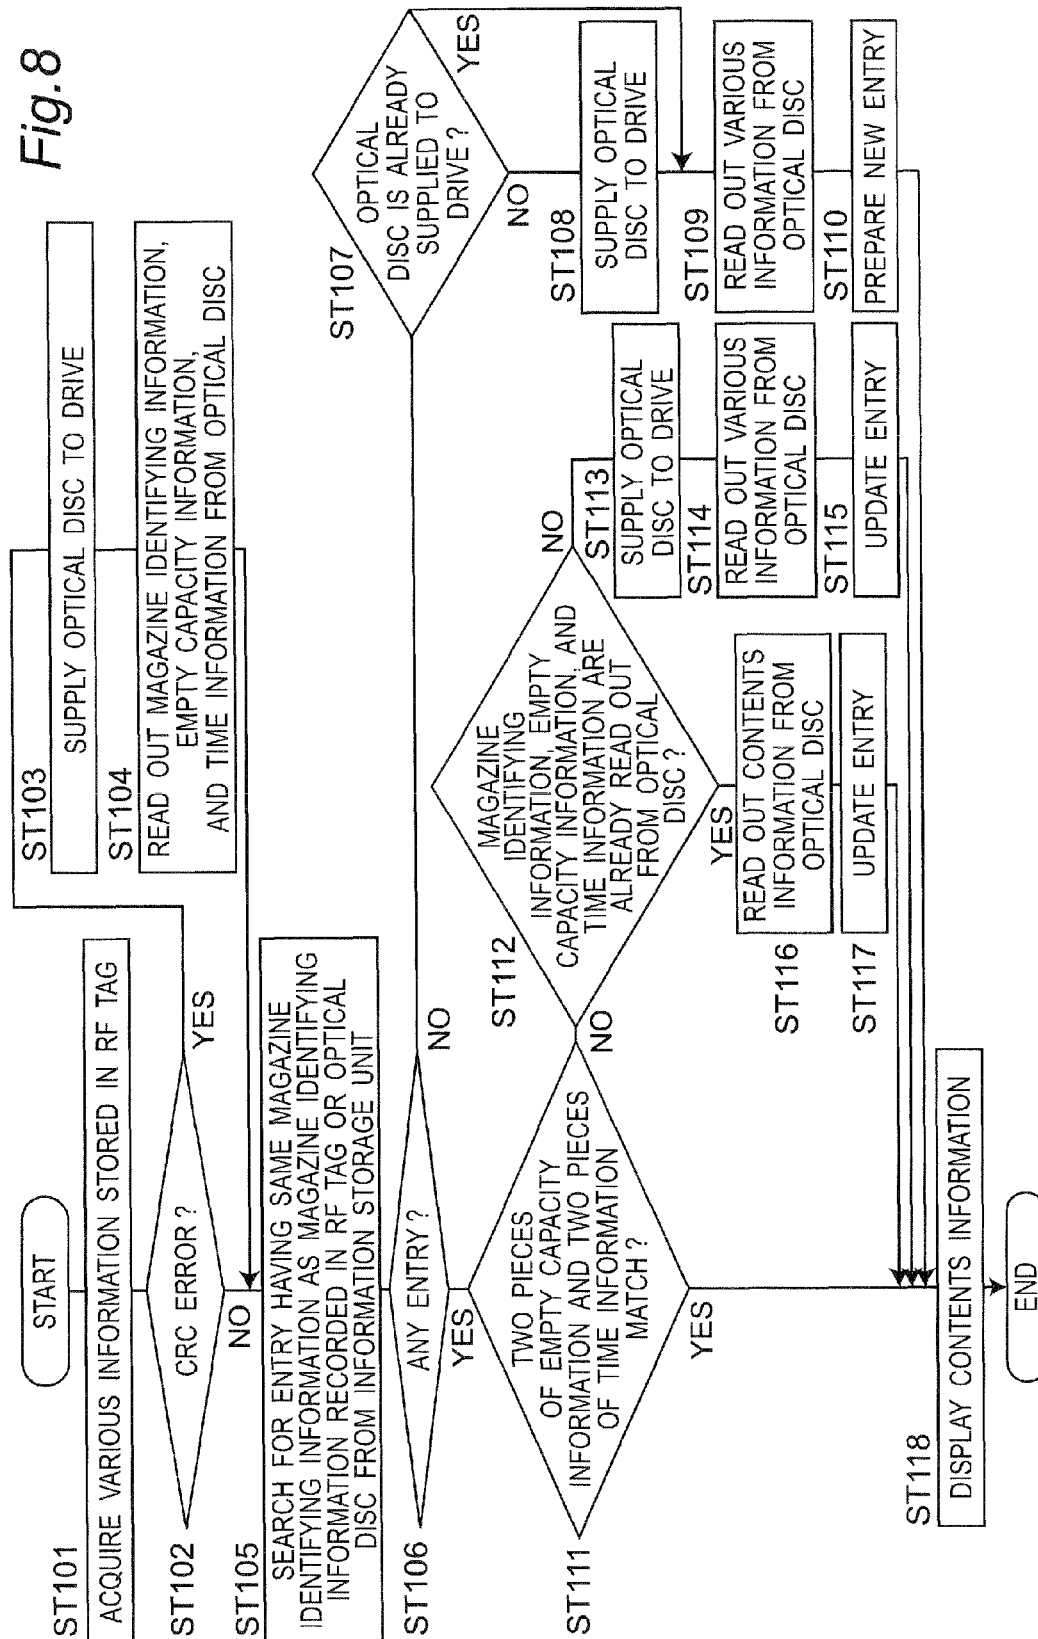 Fig.8
START
ST101
ACQUIRE VARIOUS INFORMATION STORED IN RF TAG
ST102
CRC ERROR?
YES
NO
ST103
SUPPLY OPTICAL DISC TO DRIVE
ST104
READ OUT MAGAZINE IDENTIFYING INFORMATION,
EMPTY CAPACITY INFORMATION,
AND TIME INFORMATION FROM OPTICAL DISC
ST105
SEARCH FOR ENTRY HAVING SAME MAGAZINE
IDENTIFYING INFORMATION AS MAGAZINE IDENTIFYING
INFORMATION RECORDED IN RF TAG OR OPTICAL
DISC FROM INFORMATION STORAGE UNIT
ST106
ANY ENTRY?
NO
YES
ST107
OPTICAL
DISC IS ALREADY
SUPPLIED TO
DRIVE?
YES
NO
ST108
SUPPLY OPTICAL
DISC TO DRIVE
ST109
READ OUT VARIOUS
INFORMATION FROM
OPTICAL DISC
ST110
PREPARE NEW ENTRY
ST111
TWO PIECES
OF EMPTY CAPACITY
INFORMATION AND TWO PIECES
OF TIME INFORMATION
MATCH?
NO
YES
ST112
MAGAZINE
IDENTIFYING
INFORMATION, EMPTY
CAPACITY INFORMATION, AND
TIME INFORMATION ARE
ALREADY READ OUT
FROM OPTICAL
DISC?
NO
YES
ST113
SUPPLY OPTICAL
DISC TO DRIVE
ST114
READ OUT VARIOUS
INFORMATION FROM
OPTICAL DISC
ST115
UPDATE ENTRY
READ OUT CONTENTS
INFORMATION FROM
OPTICAL DISC
ST116
UPDATE ENTRY
ST117
ST118
DISPLAY CONTENTS INFORMATION
END